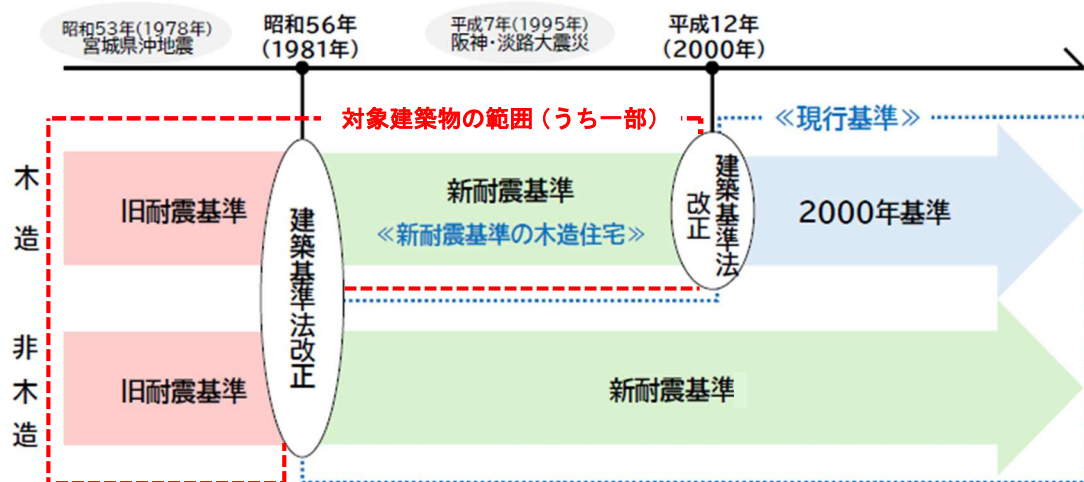 昭和53年(1978年)
宮城県沖地震
昭和56年
(1981年)
平成7年(1995年)
阪神・淡路大震災
平成12年
(2000年)
対象建築物の範囲(うち一部)
≪現行基準≫
木造
旧耐震基準
建築基準法改正
新耐震基準
≪新耐震基準の木造住宅≫
建築基準法
改正
2000年基準
非木造
旧耐震基準
新耐震基準